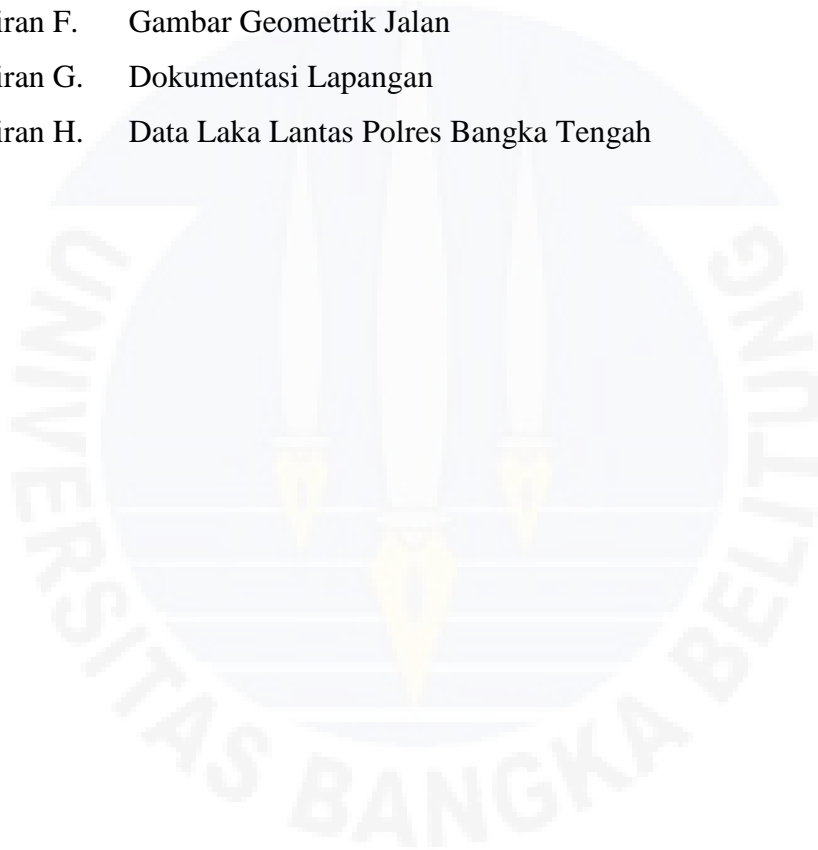 iran F. Gambar Geometrik Jalan
iran G. Dokumentasi Lapangan
iran H. Data Laka Lantas Polres Bangka Tengah
UNIVERSITAS BANGKA BELITUNG